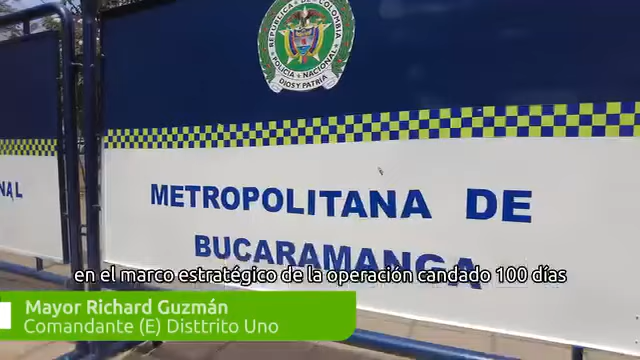 REPÚBLICA DE COLOMBIA
POLICÍA NACIONAL
DIOS Y PATRIA
NAL
METROPOLITANA DE
BUCARAMANGA
en el marco estratégico de la operación candado 100 días
Mayor Richard Guzmán
Comandante (E) Disttrito Uno